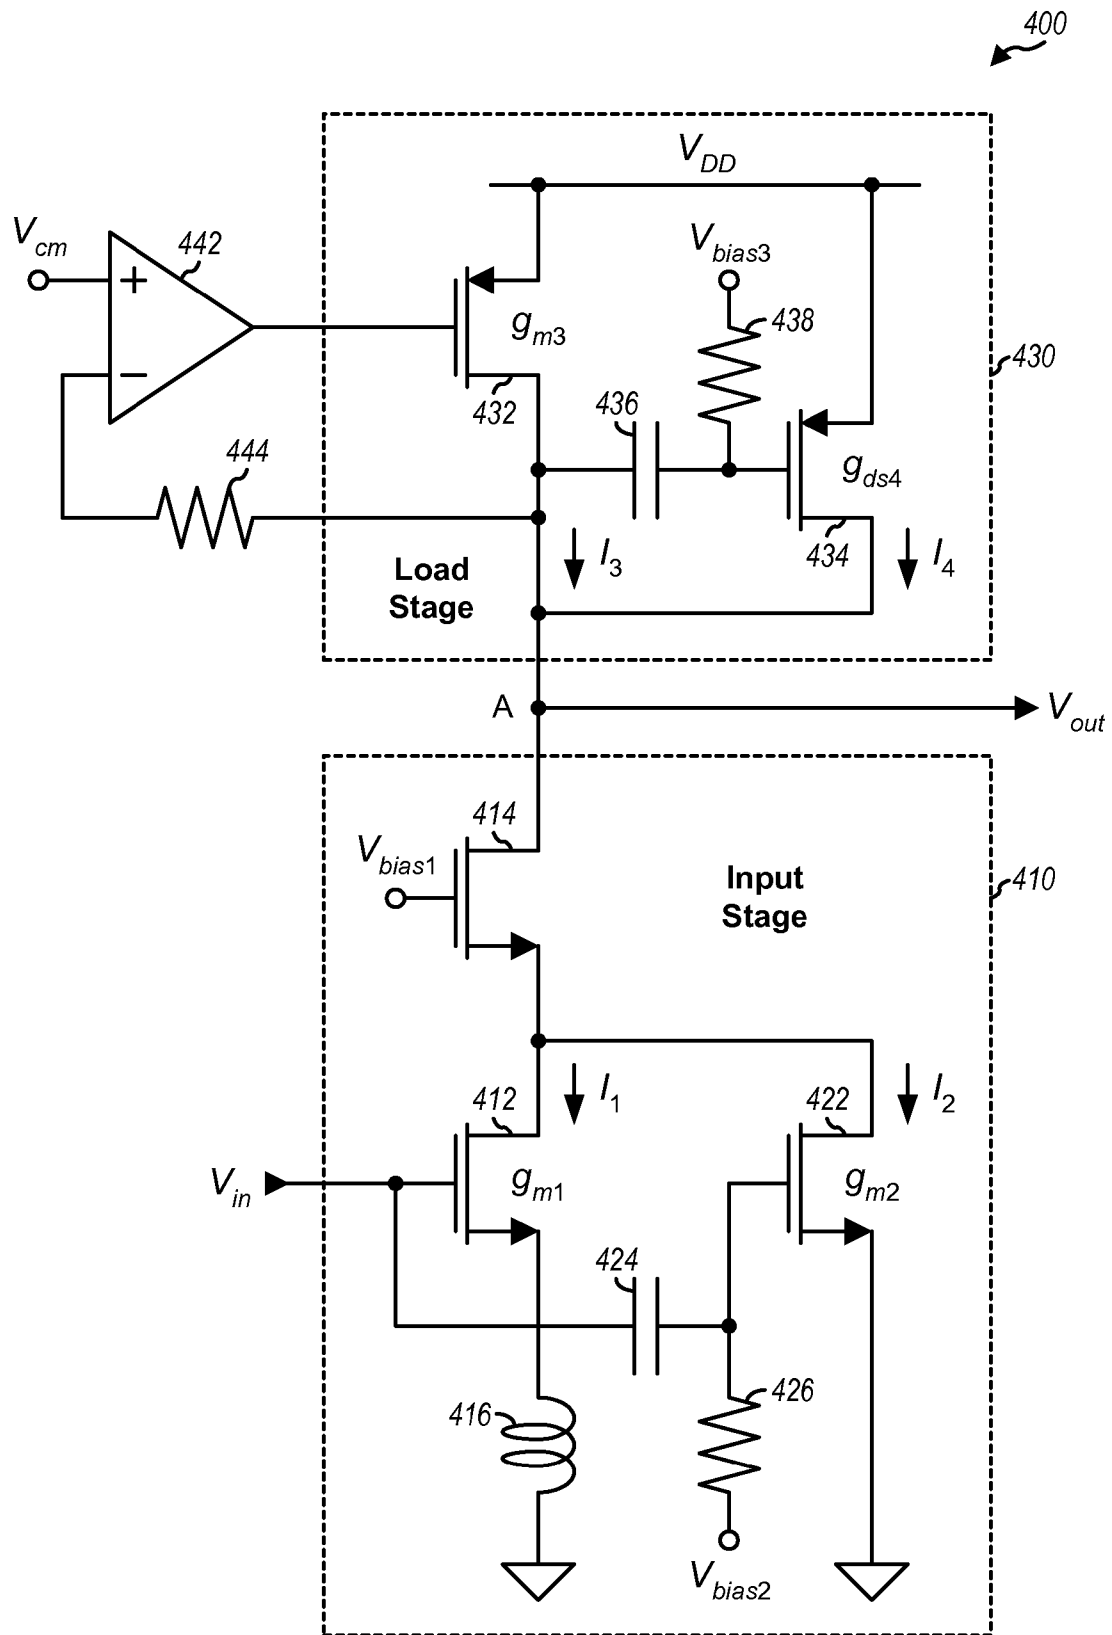 400
V_DD
V_cm
442
+
V_bias3
438
g_m3
−
430
432
436
444
g_ds4
434
I_3
I_4
Load
Stage
A
V_out
414
V_bias1
Input
Stage
410
412
I_1
422
I_2
V_in
g_m1
g_m2
424
416
426
V_bias2